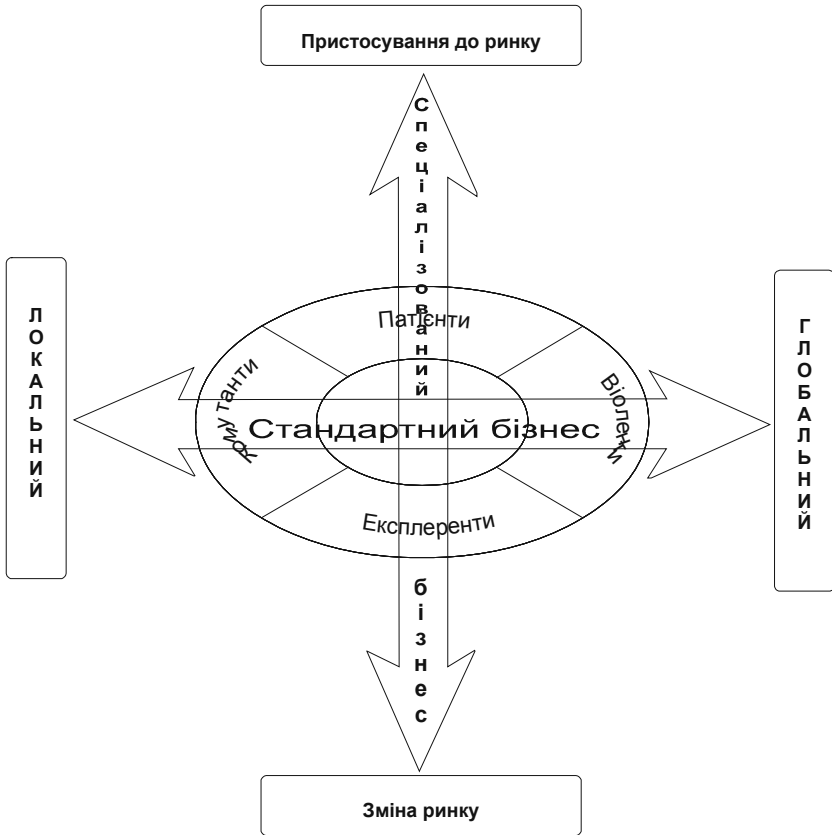 Пристосування до ринку
Спеціалізований
Патієнти
ЛОКАЛЬНИЙ
Комутанти
Стандартний бізнес
Віоленти
ГЛОБАЛЬНИЙ
Експлеренти
бізнес
Зміна ринку